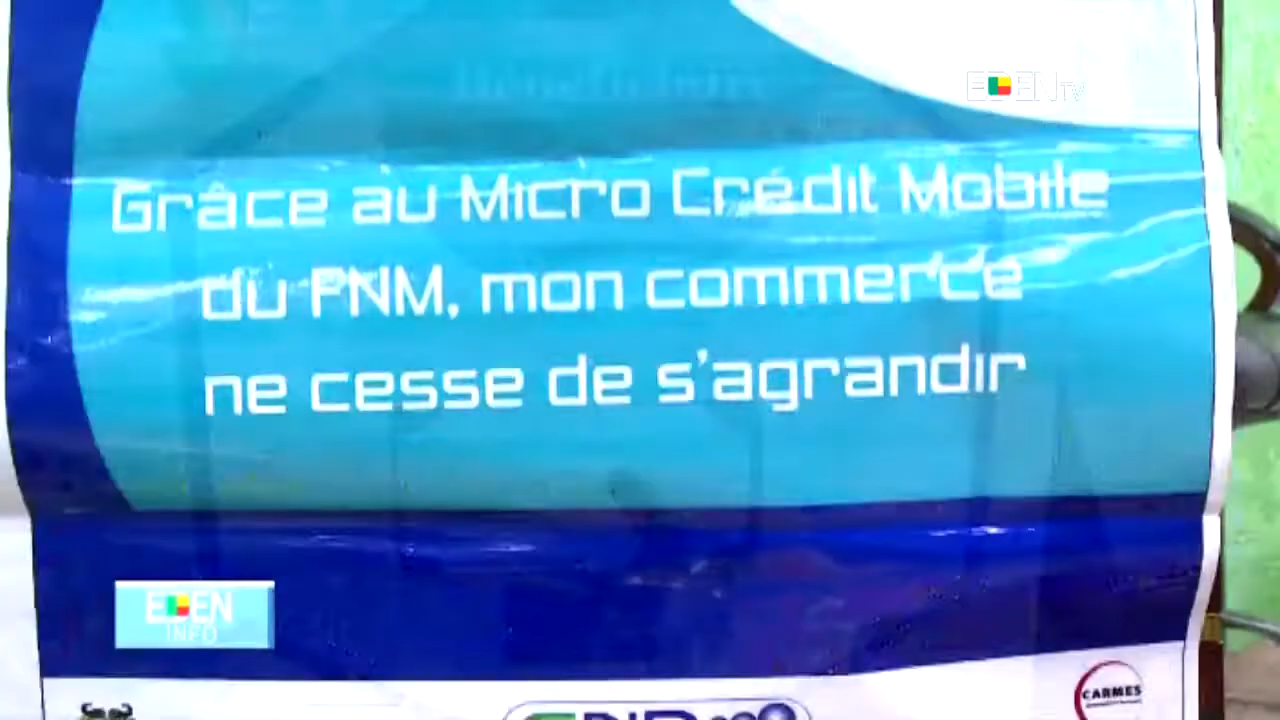 EDEN TV
Grâce au Micro Crédit Mobile
du FNM, mon commerce
ne cesse de s'agrandir
EDEN
INFO
CARMES